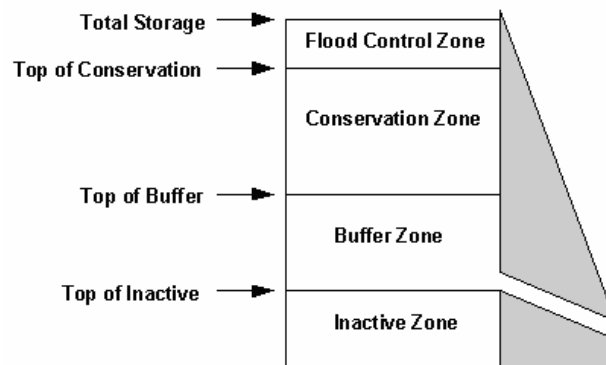 Total Storage
Flood Control Zone
Top of Conservation
Conservation Zone
Top of Buffer
Buffer Zone
Top of Inactive
Inactive Zone